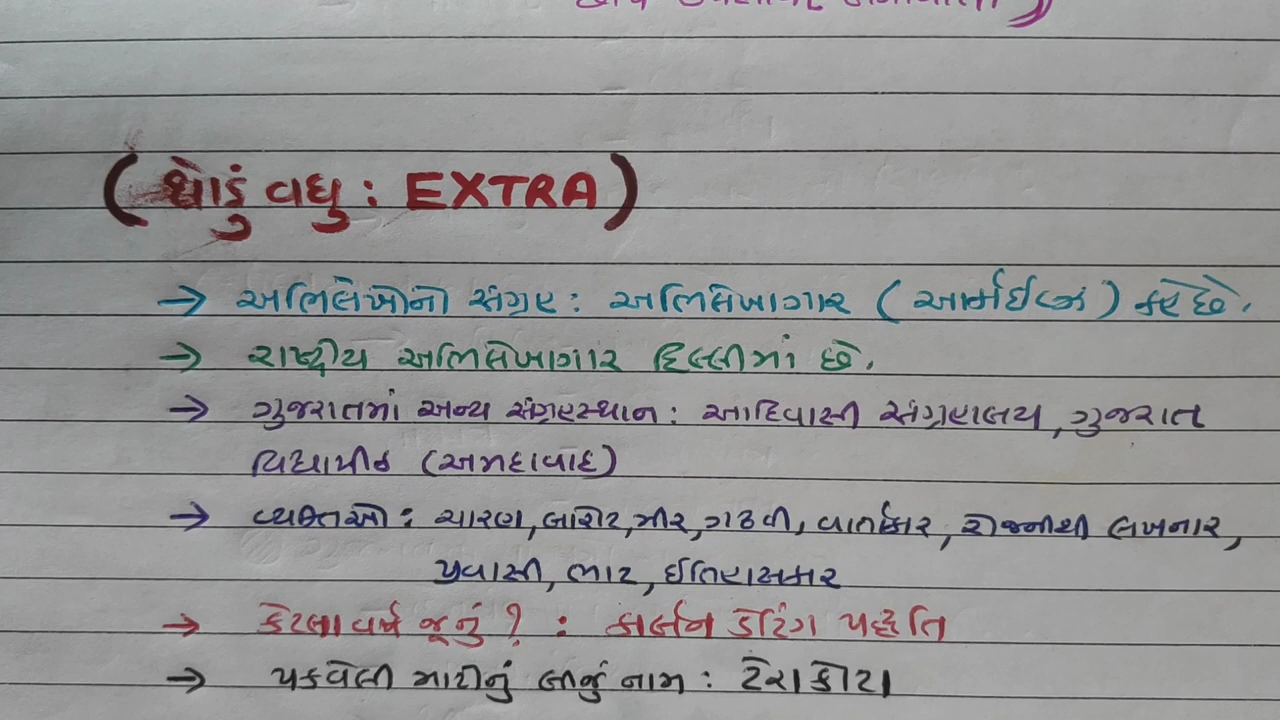 (થોડું વધુ : EXTRA)
→ અભિલેખોનો સંગ્રહ : અભિલેખાગાર ( આર્કાઈવ્ઝ ) કહે છે.
→ રાષ્ટ્રીય અભિલેખાગાર દિલ્લીમાં છે.
→ ગુજરાતમાં અન્ય સંગ્રહસ્થાન : આદિવાસી સંગ્રહાલય, ગુજરાત
વિદ્યાપીઠ (અમદાવાદ)
→ વ્યક્તિઓ : ચારણ, બારોટ, મીર, ગઢવી, વાર્તાકાર, રોજનીશી લખનાર,
પ્રવાસી, ભાટ, ઈતિહાસકાર
→ કેટલા વર્ષ જૂનું ? : કાર્બન ડેટિંગ પદ્ધતિ
→ પકવેલી માટીનું બીજું નામ : ટેરાકોટા